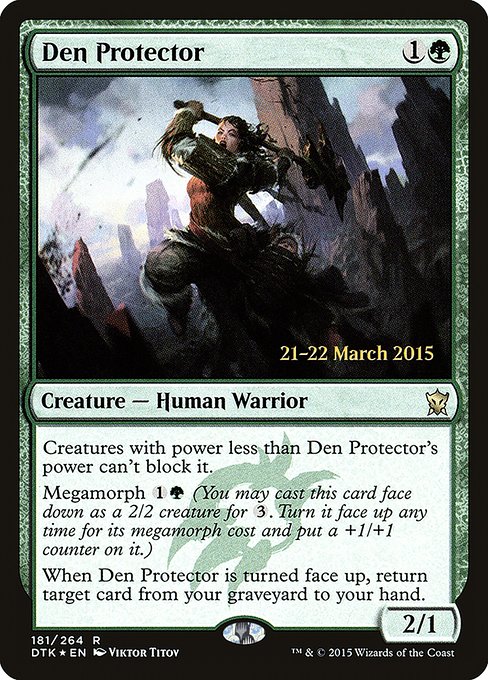 Den Protector 1
21–22 March 2015
Creature — Human Warrior
Creatures with power less than Den Protector's
power can't block it.
Megamorph 1 (You may cast this card face
down as a 2/2 creature for 3. Turn it face up any
time for its megamorph cost and put a +1/+1
counter on it.)
When Den Protector is turned face up, return
target card from your graveyard to your hand.
2/1
181/264 R
DTK ★ EN Viktor Titov ™ & © 2015 Wizards of the Coast